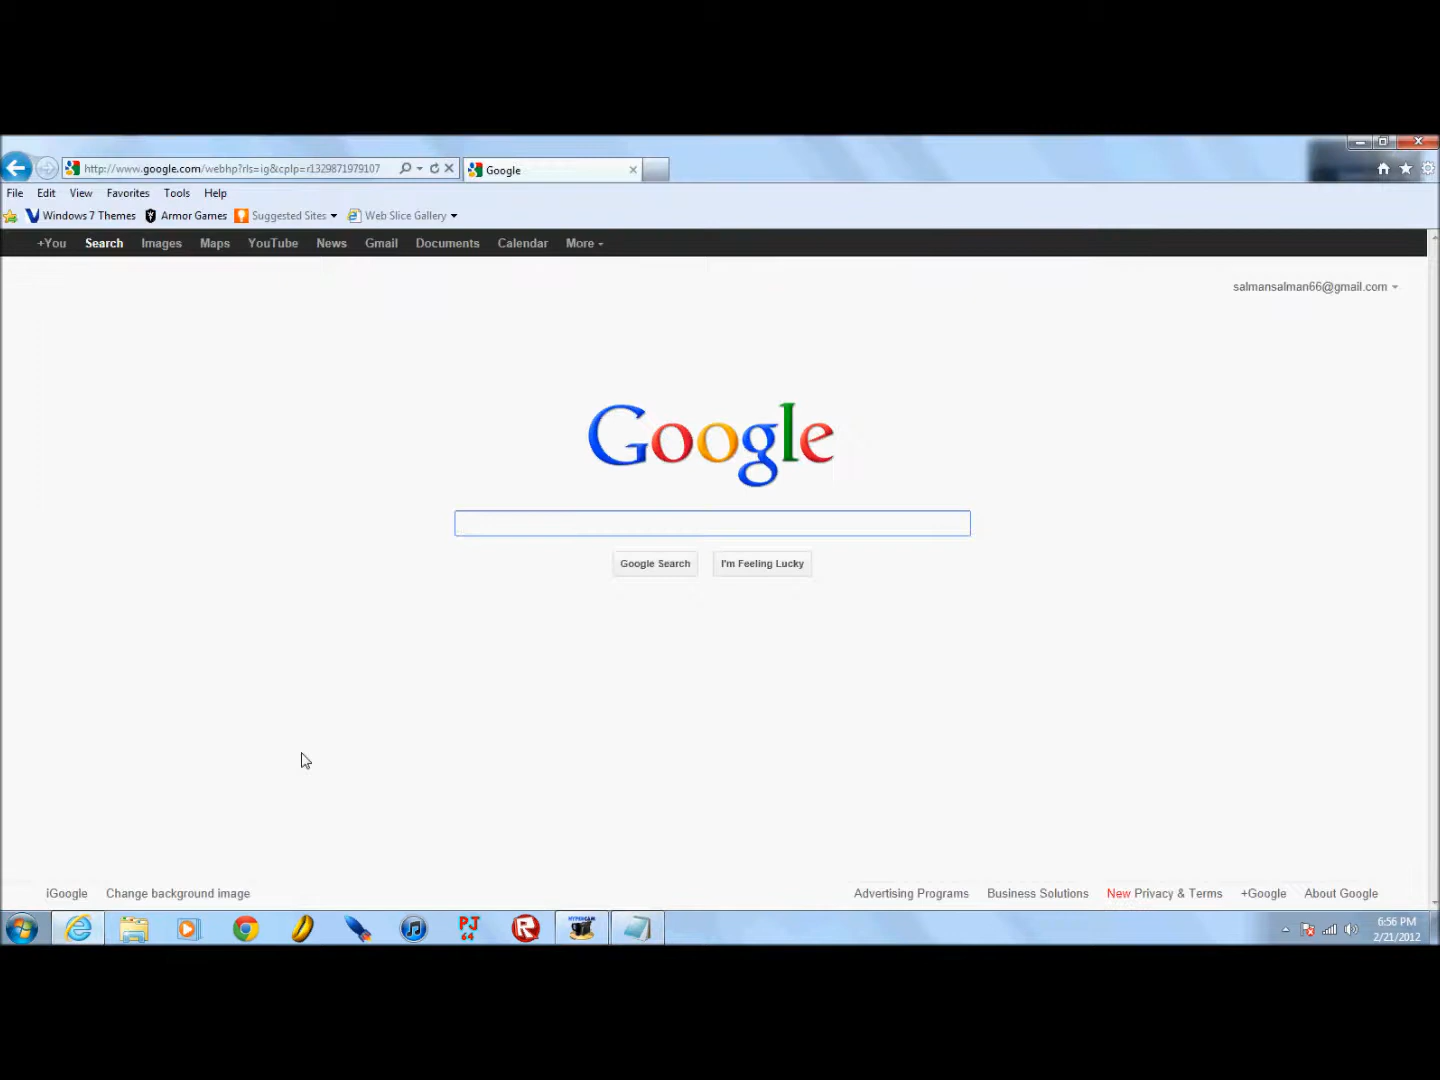 http://www.google.com/webhp?rls=ig&cplp=r1329871979107
Google
File Edit View Favorites Tools Help
Windows 7 Themes Armor Games Suggested Sites Web Slice Gallery
+You Search Images Maps YouTube News Gmail Documents Calendar More
salmansalman66@gmail.com
Google
Google Search I'm Feeling Lucky
iGoogle Change background image Advertising Programs Business Solutions New Privacy & Terms +Google About Google
PJ
64
HYPERCAM
6:56 PM
2/21/2012